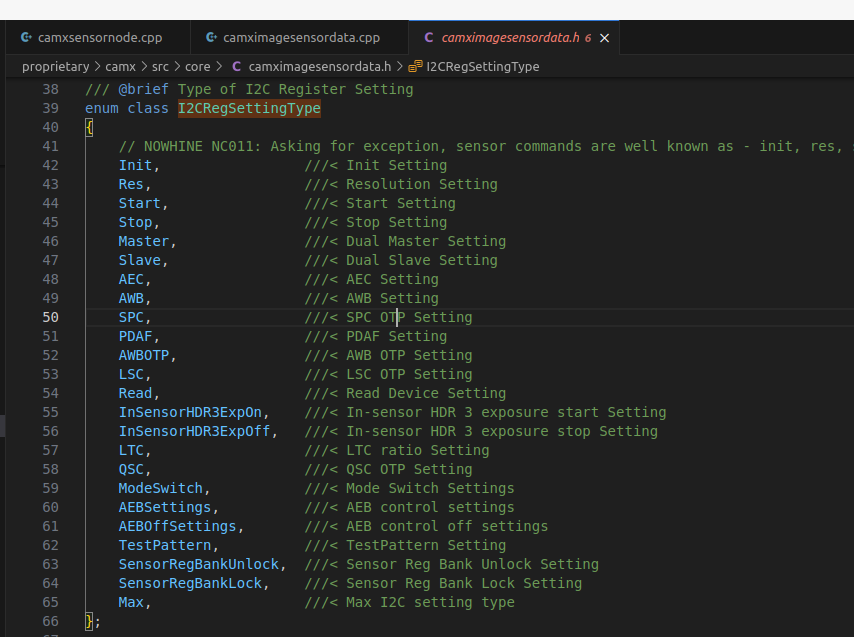 camxsensornode.cpp camximagesensordata.cpp camximagesensordata.h 6
proprietary > camx > src > core > C camximagesensordata.h > I2CRegSettingType
38 /// @brief Type of I2C Register Setting
39 enum class I2CRegSettingType
40 {
41 // NOWHINE NC011: Asking for exception, sensor commands are well known as - init, res,
42 Init, ///< Init Setting
43 Res, ///< Resolution Setting
44 Start, ///< Start Setting
45 Stop, ///< Stop Setting
46 Master, ///< Dual Master Setting
47 Slave, ///< Dual Slave Setting
48 AEC, ///< AEC Setting
49 AWB, ///< AWB Setting
50 SPC, ///< SPC OTP Setting
51 PDAF, ///< PDAF Setting
52 AWBOTP, ///< AWB OTP Setting
53 LSC, ///< LSC OTP Setting
54 Read, ///< Read Device Setting
55 InSensorHDR3ExpOn, ///< In-sensor HDR 3 exposure start Setting
56 InSensorHDR3ExpOff, ///< In-sensor HDR 3 exposure stop Setting
57 LTC, ///< LTC ratio Setting
58 QSC, ///< QSC OTP Setting
59 ModeSwitch, ///< Mode Switch Settings
60 AEBSettings, ///< AEB control settings
61 AEBOffSettings, ///< AEB control off settings
62 TestPattern, ///< TestPattern Setting
63 SensorRegBankUnlock, ///< Sensor Reg Bank Unlock Setting
64 SensorRegBankLock, ///< Sensor Reg Bank Lock Setting
65 Max, ///< Max I2C setting type
66 };